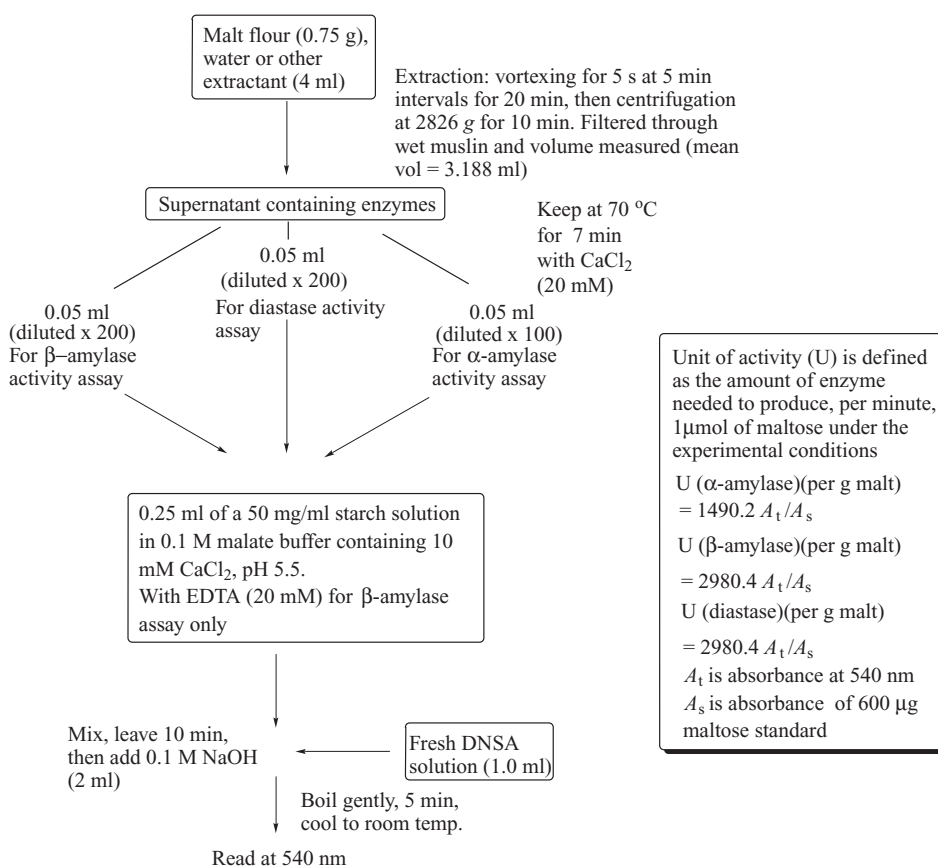 Malt flour (0.75 g),
water or other
extractant (4 ml)
Extraction: vortexing for 5 s at 5 min
intervals for 20 min, then centrifugation
at 2826 g for 10 min. Filtered through
wet muslin and volume measured (mean
vol = 3.188 ml)
Supernatant containing enzymes
Keep at 70 °C
for 7 min
with CaCl₂
(20 mM)
0.05 ml
(diluted x 200)
For β–amylase
activity assay
0.05 ml
(diluted x 200)
For diastase activity
assay
0.05 ml
(diluted x 100)
For α-amylase
activity assay
0.25 ml of a 50 mg/ml starch solution
in 0.1 M malate buffer containing 10
mM CaCl₂, pH 5.5.
With EDTA (20 mM) for β-amylase
assay only
Mix, leave 10 min,
then add 0.1 M NaOH
(2 ml)
Fresh DNSA
solution (1.0 ml)
Boil gently, 5 min,
cool to room temp.
Read at 540 nm
Unit of activity (U) is defined
as the amount of enzyme
needed to produce, per minute,
1μmol of maltose under the
experimental conditions
U (α-amylase)(per g malt)
= 1490.2 Aₜ/Aₛ
U (β-amylase)(per g malt)
= 2980.4 Aₜ/Aₛ
U (diastase)(per g malt)
= 2980.4 Aₜ/Aₛ
Aₜ is absorbance at 540 nm
Aₛ is absorbance of 600 μg
maltose standard